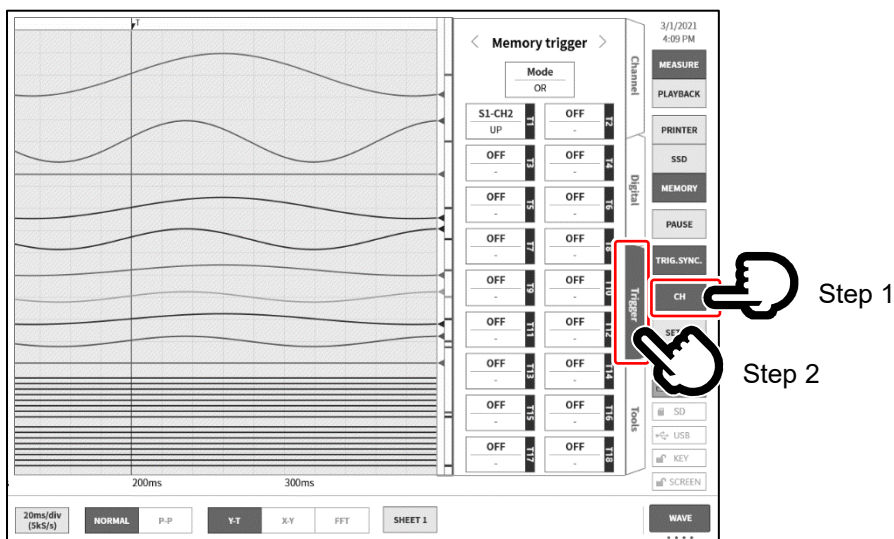 T
3/1/2021
4:09 PM
Memory trigger
Mode
OR
S1-CH2
UP
T1
OFF
-
T2
OFF
-
T3
OFF
-
T4
OFF
-
T5
OFF
-
T6
OFF
-
T7
OFF
-
T8
OFF
-
T9
OFF
-
T10
OFF
-
T11
OFF
-
T12
OFF
-
T13
OFF
-
T14
OFF
-
T15
OFF
-
T16
OFF
-
T17
OFF
-
T18
Channel
Digital
Trigger
Tools
MEASURE
PLAYBACK
PRINTER
SSD
MEMORY
PAUSE
TRIG.SYNC.
CH
Step 1
Step 2
SD
USB
KEY
SCREEN
200ms
300ms
20ms/div
(5kS/s)
NORMAL
P-P
Y-T
X-Y
FFT
SHEET 1
WAVE